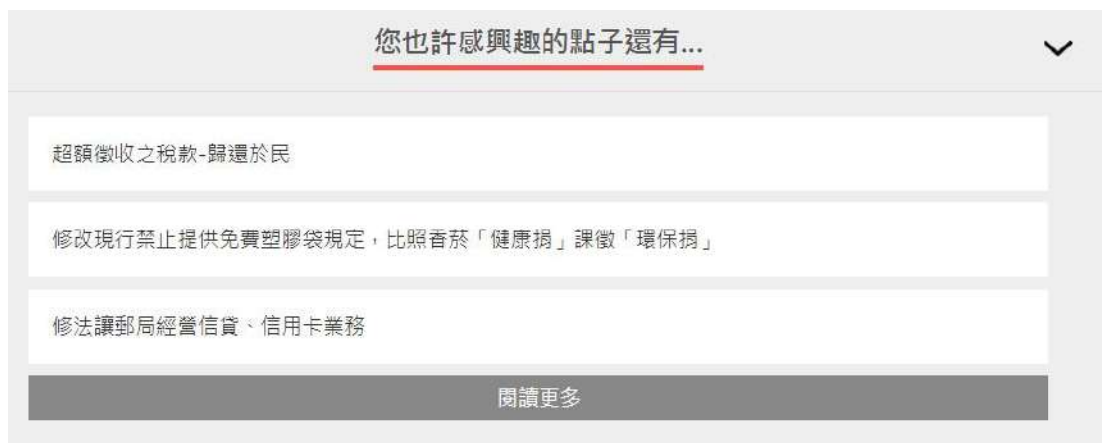 您也許感興趣的點子還有...
超額徵收之稅款-歸還於民
修改現行禁止提供免費塑膠袋規定，比照香菸「健康捐」課徵「環保捐」
修法讓郵局經營信貸、信用卡業務
閱讀更多